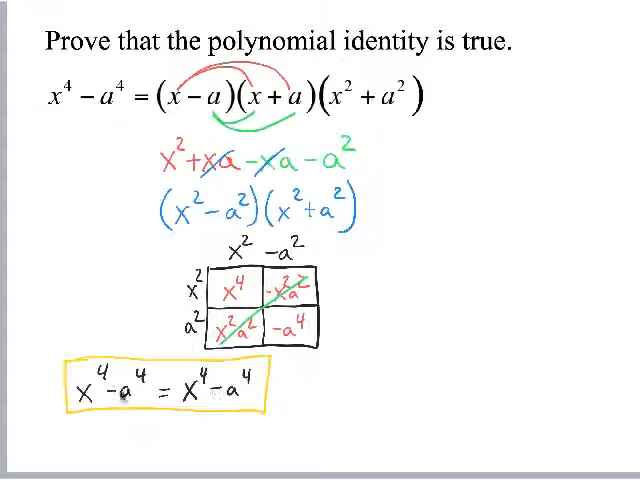 Prove that the polynomial identity is true.
x⁴ − a⁴ = (x − a)(x + a)(x² + a²)
x² + xa − xa − a²
(x² − a²)(x² + a²)
x² −a²
x² x⁴ −x²a²
a² x²a² −a⁴
x⁴ − a⁴ = x⁴ − a⁴